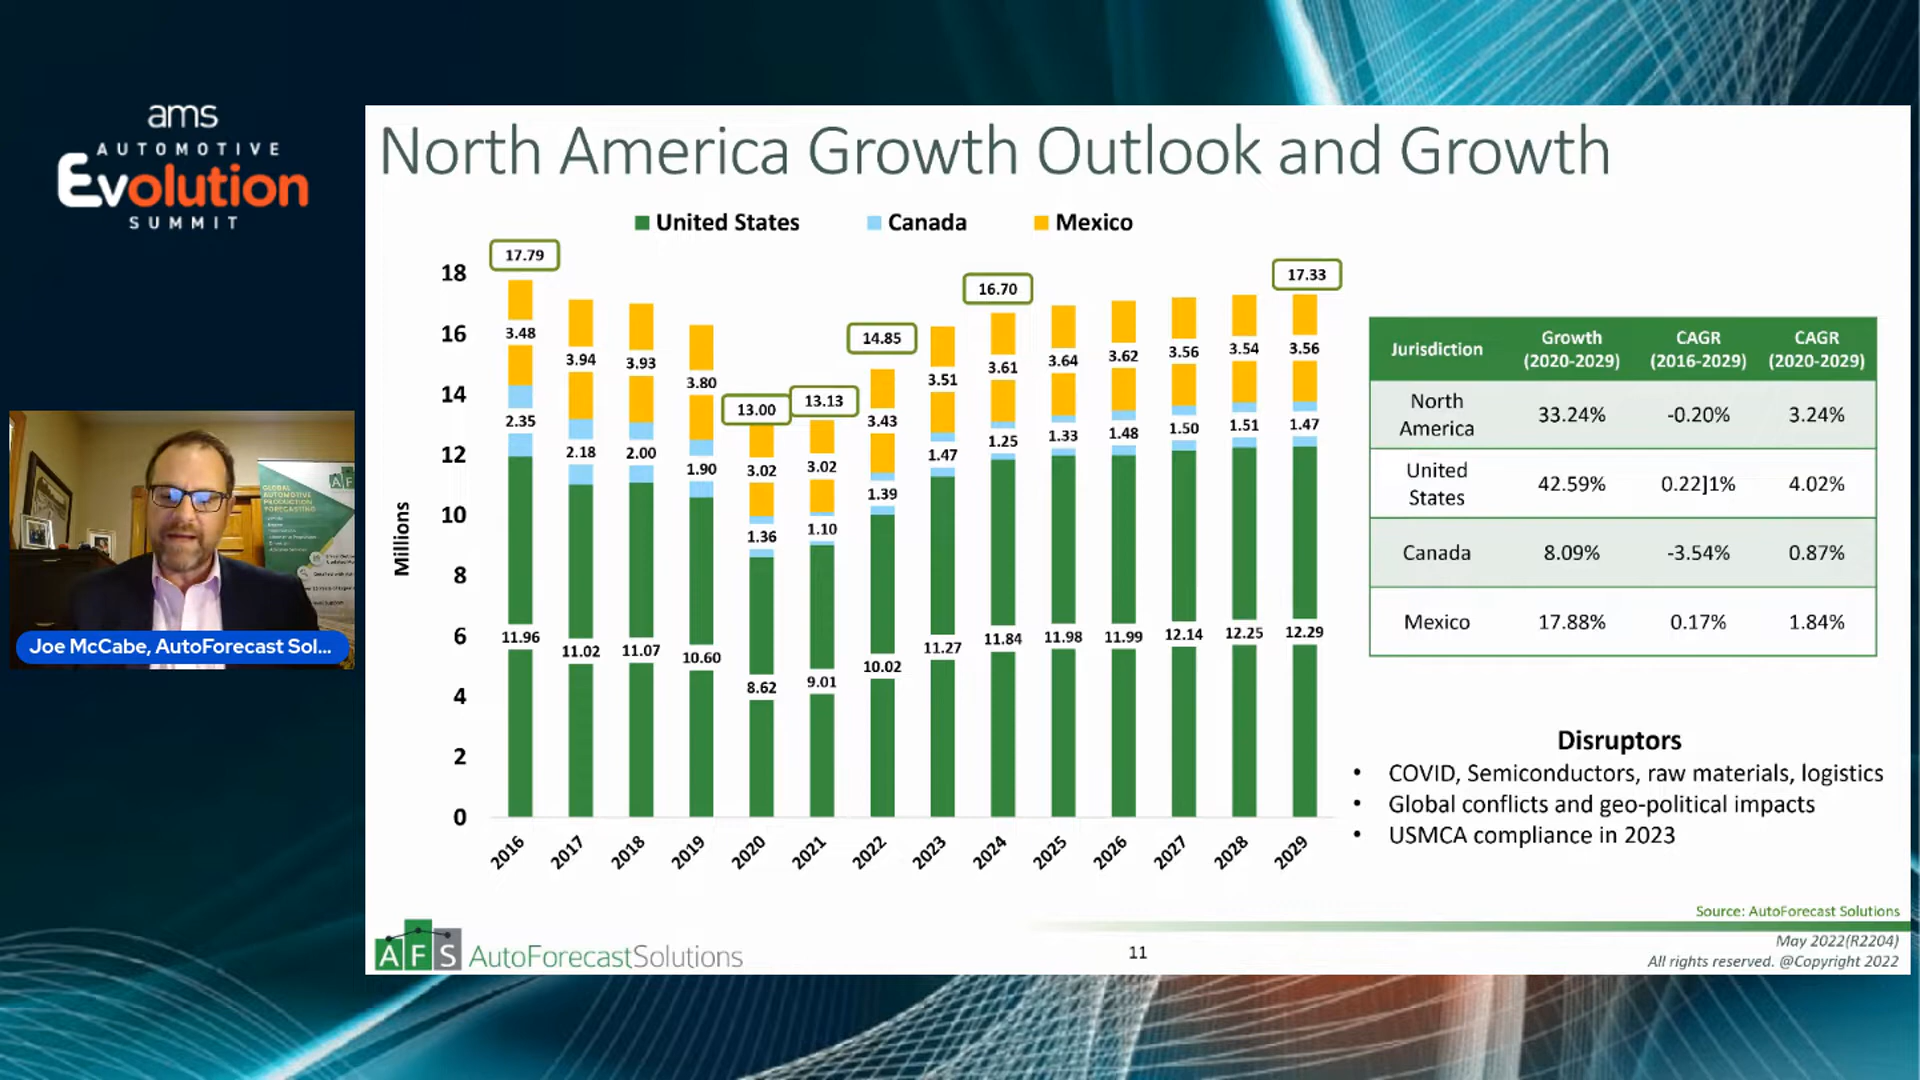 ams
AUTOMOTIVE
Evolution
SUMMIT
North America Growth Outlook and Growth
United States
Canada
Mexico
17.79
13.00
13.13
14.85
16.70
17.33
Millions
18
16
14
12
10
8
6
4
2
0
3.48
3.94
3.93
3.80
3.02
3.02
3.43
3.51
3.61
3.64
3.62
3.56
3.54
3.56
2.35
2.18
2.00
1.90
1.36
1.10
1.39
1.47
1.25
1.33
1.48
1.50
1.51
1.47
11.96
11.02
11.07
10.60
8.62
9.01
10.02
11.27
11.84
11.98
11.99
12.14
12.25
12.29
2016
2017
2018
2019
2020
2021
2022
2023
2024
2025
2026
2027
2028
2029
Jurisdiction
Growth
(2020-2029)
CAGR
(2016-2029)
CAGR
(2020-2029)
North
America
33.24%
-0.20%
3.24%
United
States
42.59%
0.22]1%
4.02%
Canada
8.09%
-3.54%
0.87%
Mexico
17.88%
0.17%
1.84%
Disruptors
• COVID, Semiconductors, raw materials, logistics
• Global conflicts and geo-political impacts
• USMCA compliance in 2023
Source: AutoForecast Solutions
May 2022(R2204)
All rights reserved. @Copyright 2022
AFS AutoForecastSolutions
11
AF
GLOBAL
AUTOMOTIVE
PRODUCTION
FORECASTING
Joe McCabe, AutoForecast Sol...